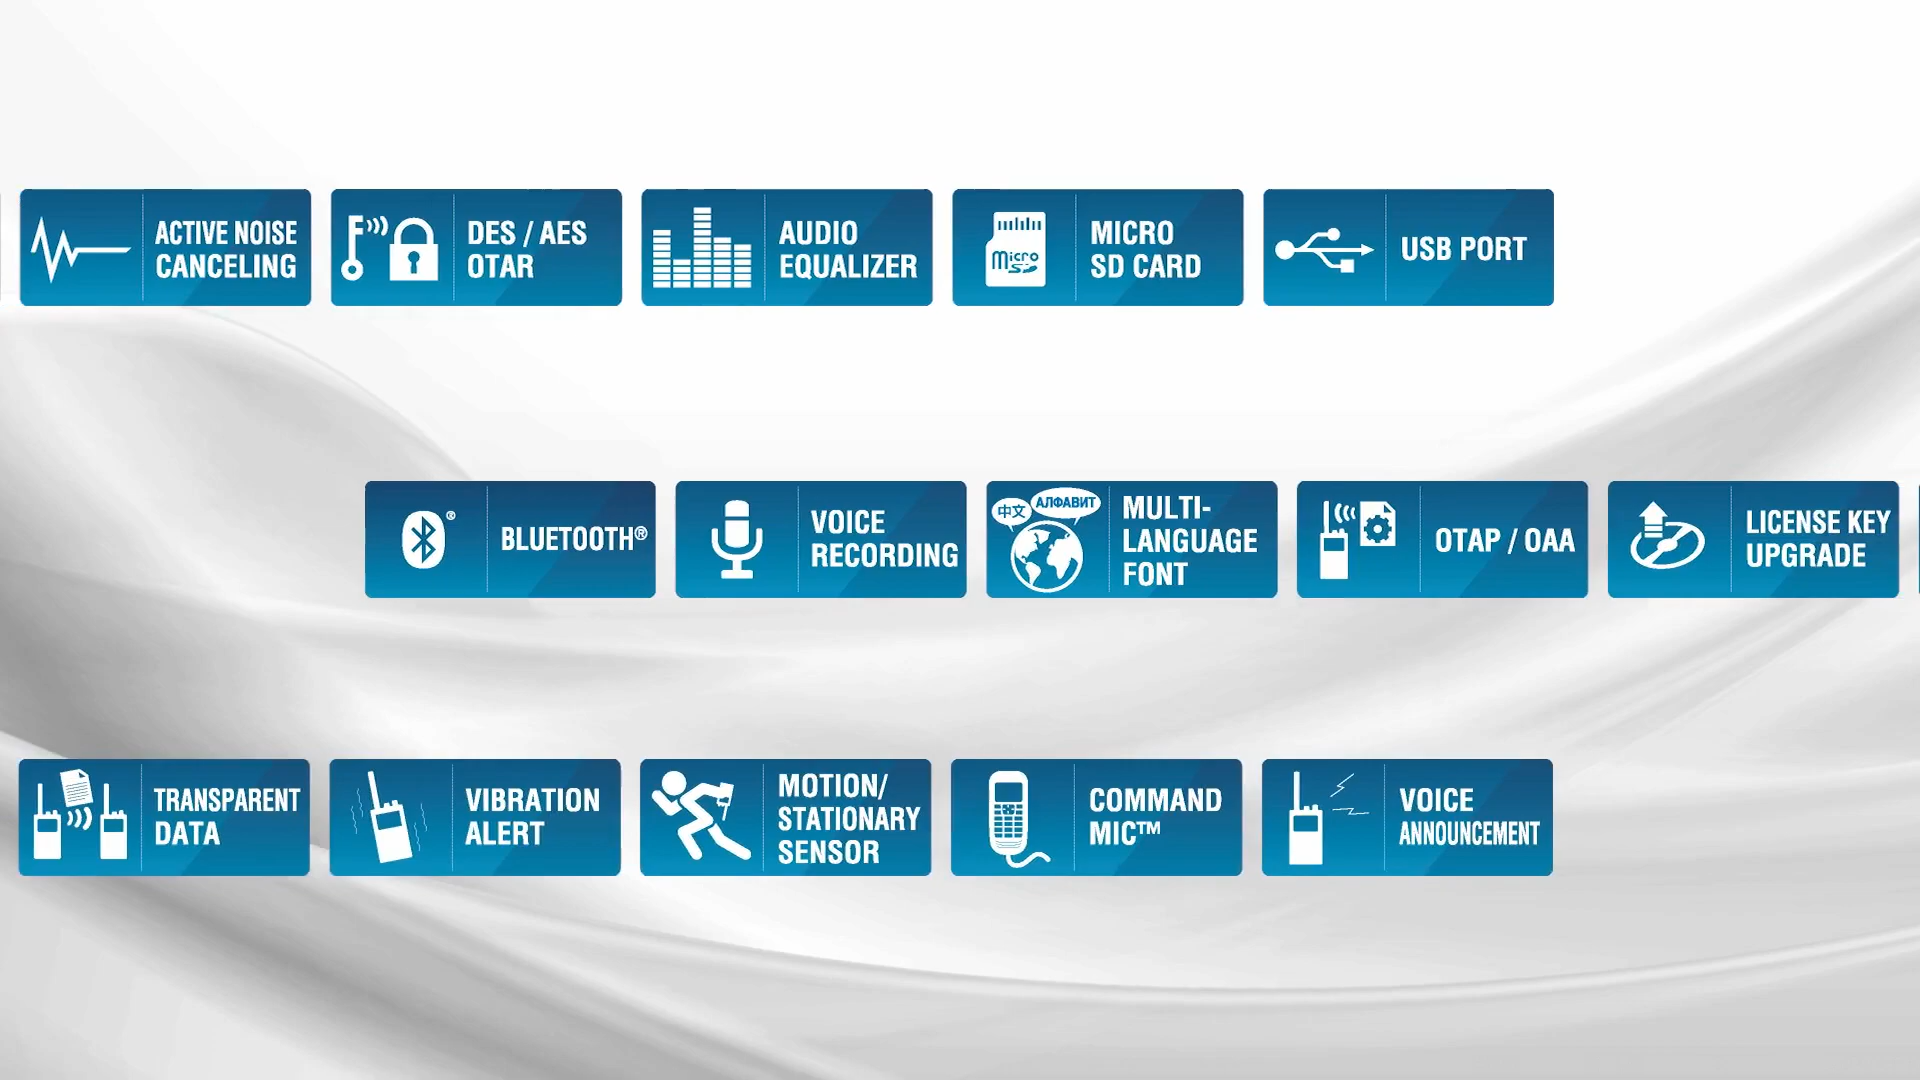 ACTIVE NOISE
CANCELING
DES / AES
OTAR
AUDIO
EQUALIZER
Micro
SD
MICRO
SD CARD
USB PORT
®
BLUETOOTH®
VOICE
RECORDING
中文
АЛФАВИТ
MULTI-
LANGUAGE
FONT
OTAP / OAA
LICENSE KEY
UPGRADE
TRANSPARENT
DATA
VIBRATION
ALERT
MOTION/
STATIONARY
SENSOR
COMMAND
MIC™
VOICE
ANNOUNCEMENT